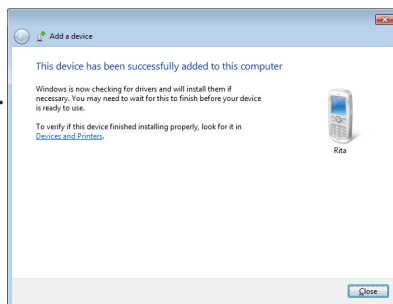 Add a device
This device has been successfully added to this computer
Windows is now checking for drivers and will install them if
necessary. You may need to wait for this to finish before your device
is ready to use.
To verify if this device finished installing properly, look for it in
Devices and Printers.
Rita
Close